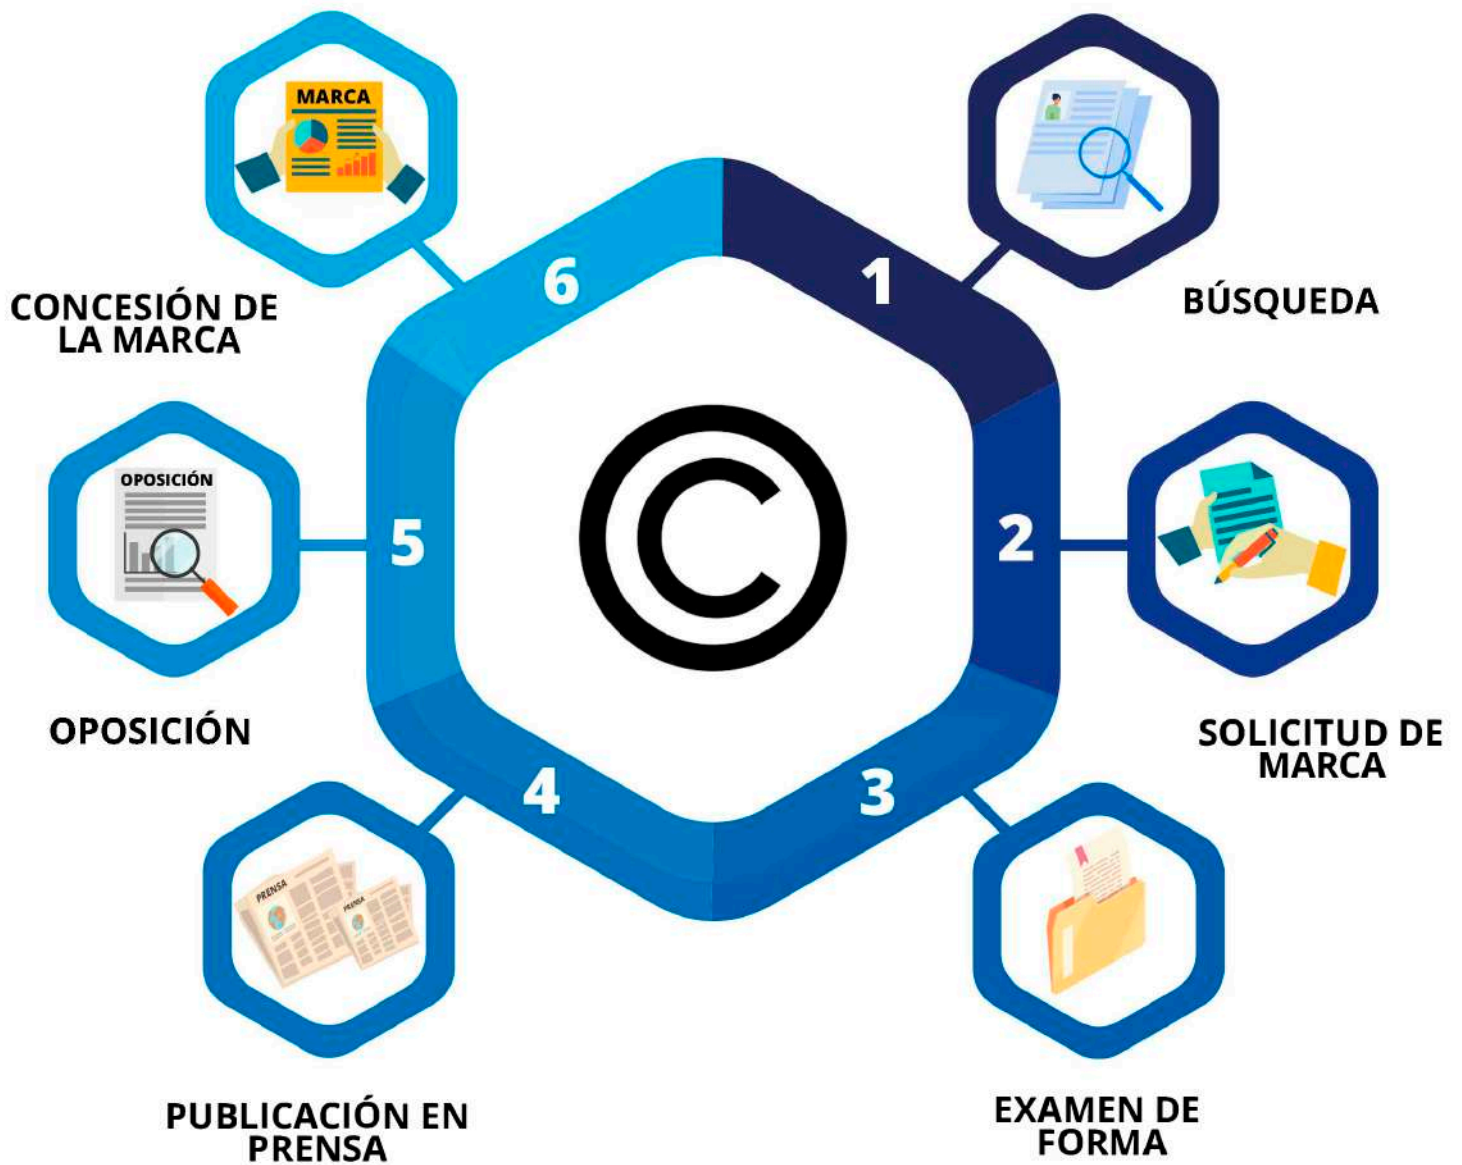 1
BÚSQUEDA
2
SOLICITUD DE
MARCA
3
EXAMEN DE
FORMA
4
PRENSA
PRENSA
PUBLICACIÓN EN
PRENSA
5
OPOSICIÓN
OPOSICIÓN
6
MARCA
CONCESIÓN DE
LA MARCA
©